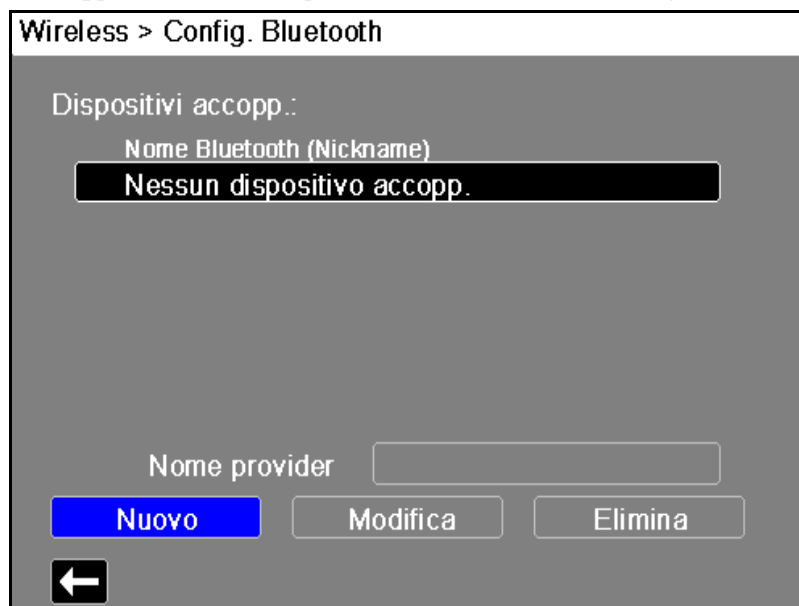 Wireless > Config. Bluetooth
Dispositivi accopp.:
Nome Bluetooth (Nickname)
Nessun dispositivo accopp.
Nome provider
Nuovo Modifica Elimina